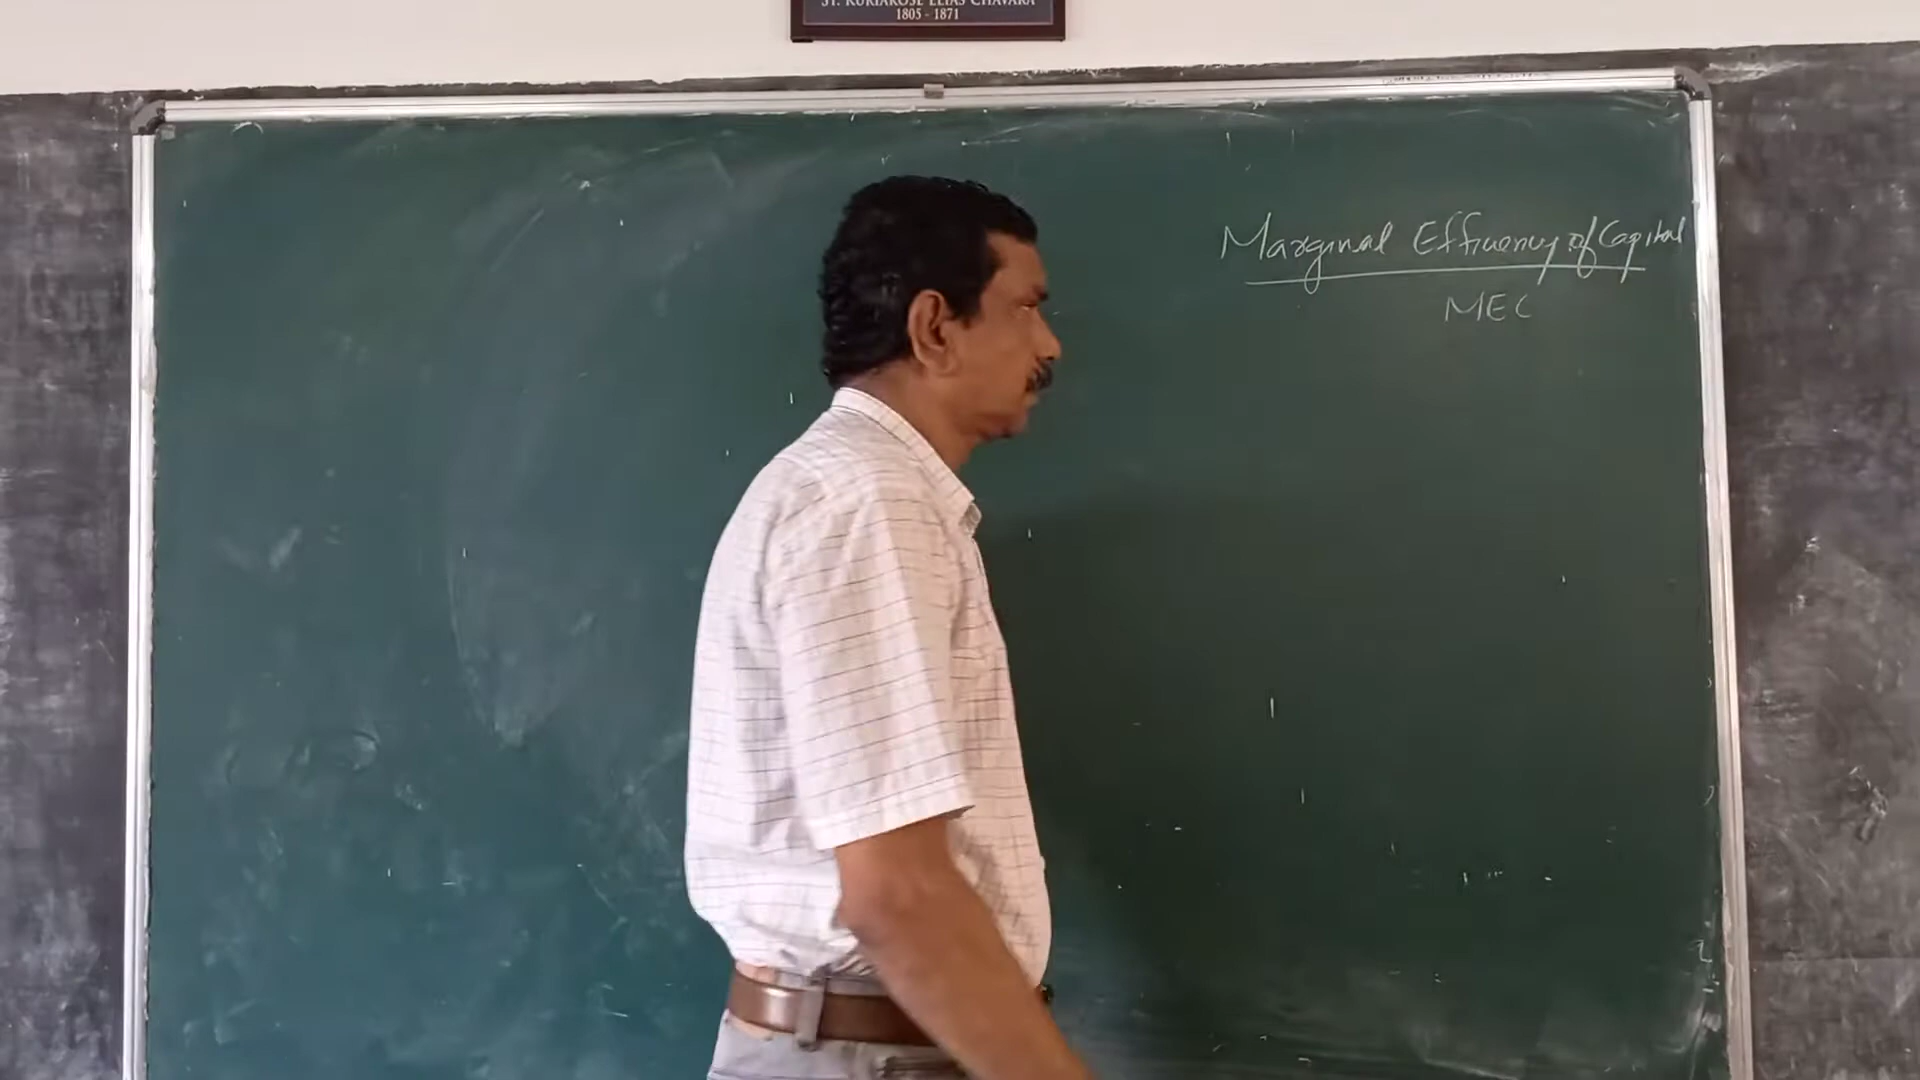 ST. KURIAKOSE ELIAS CHAVARA
1805 - 1871
Marginal Efficiency of Capital
MEC